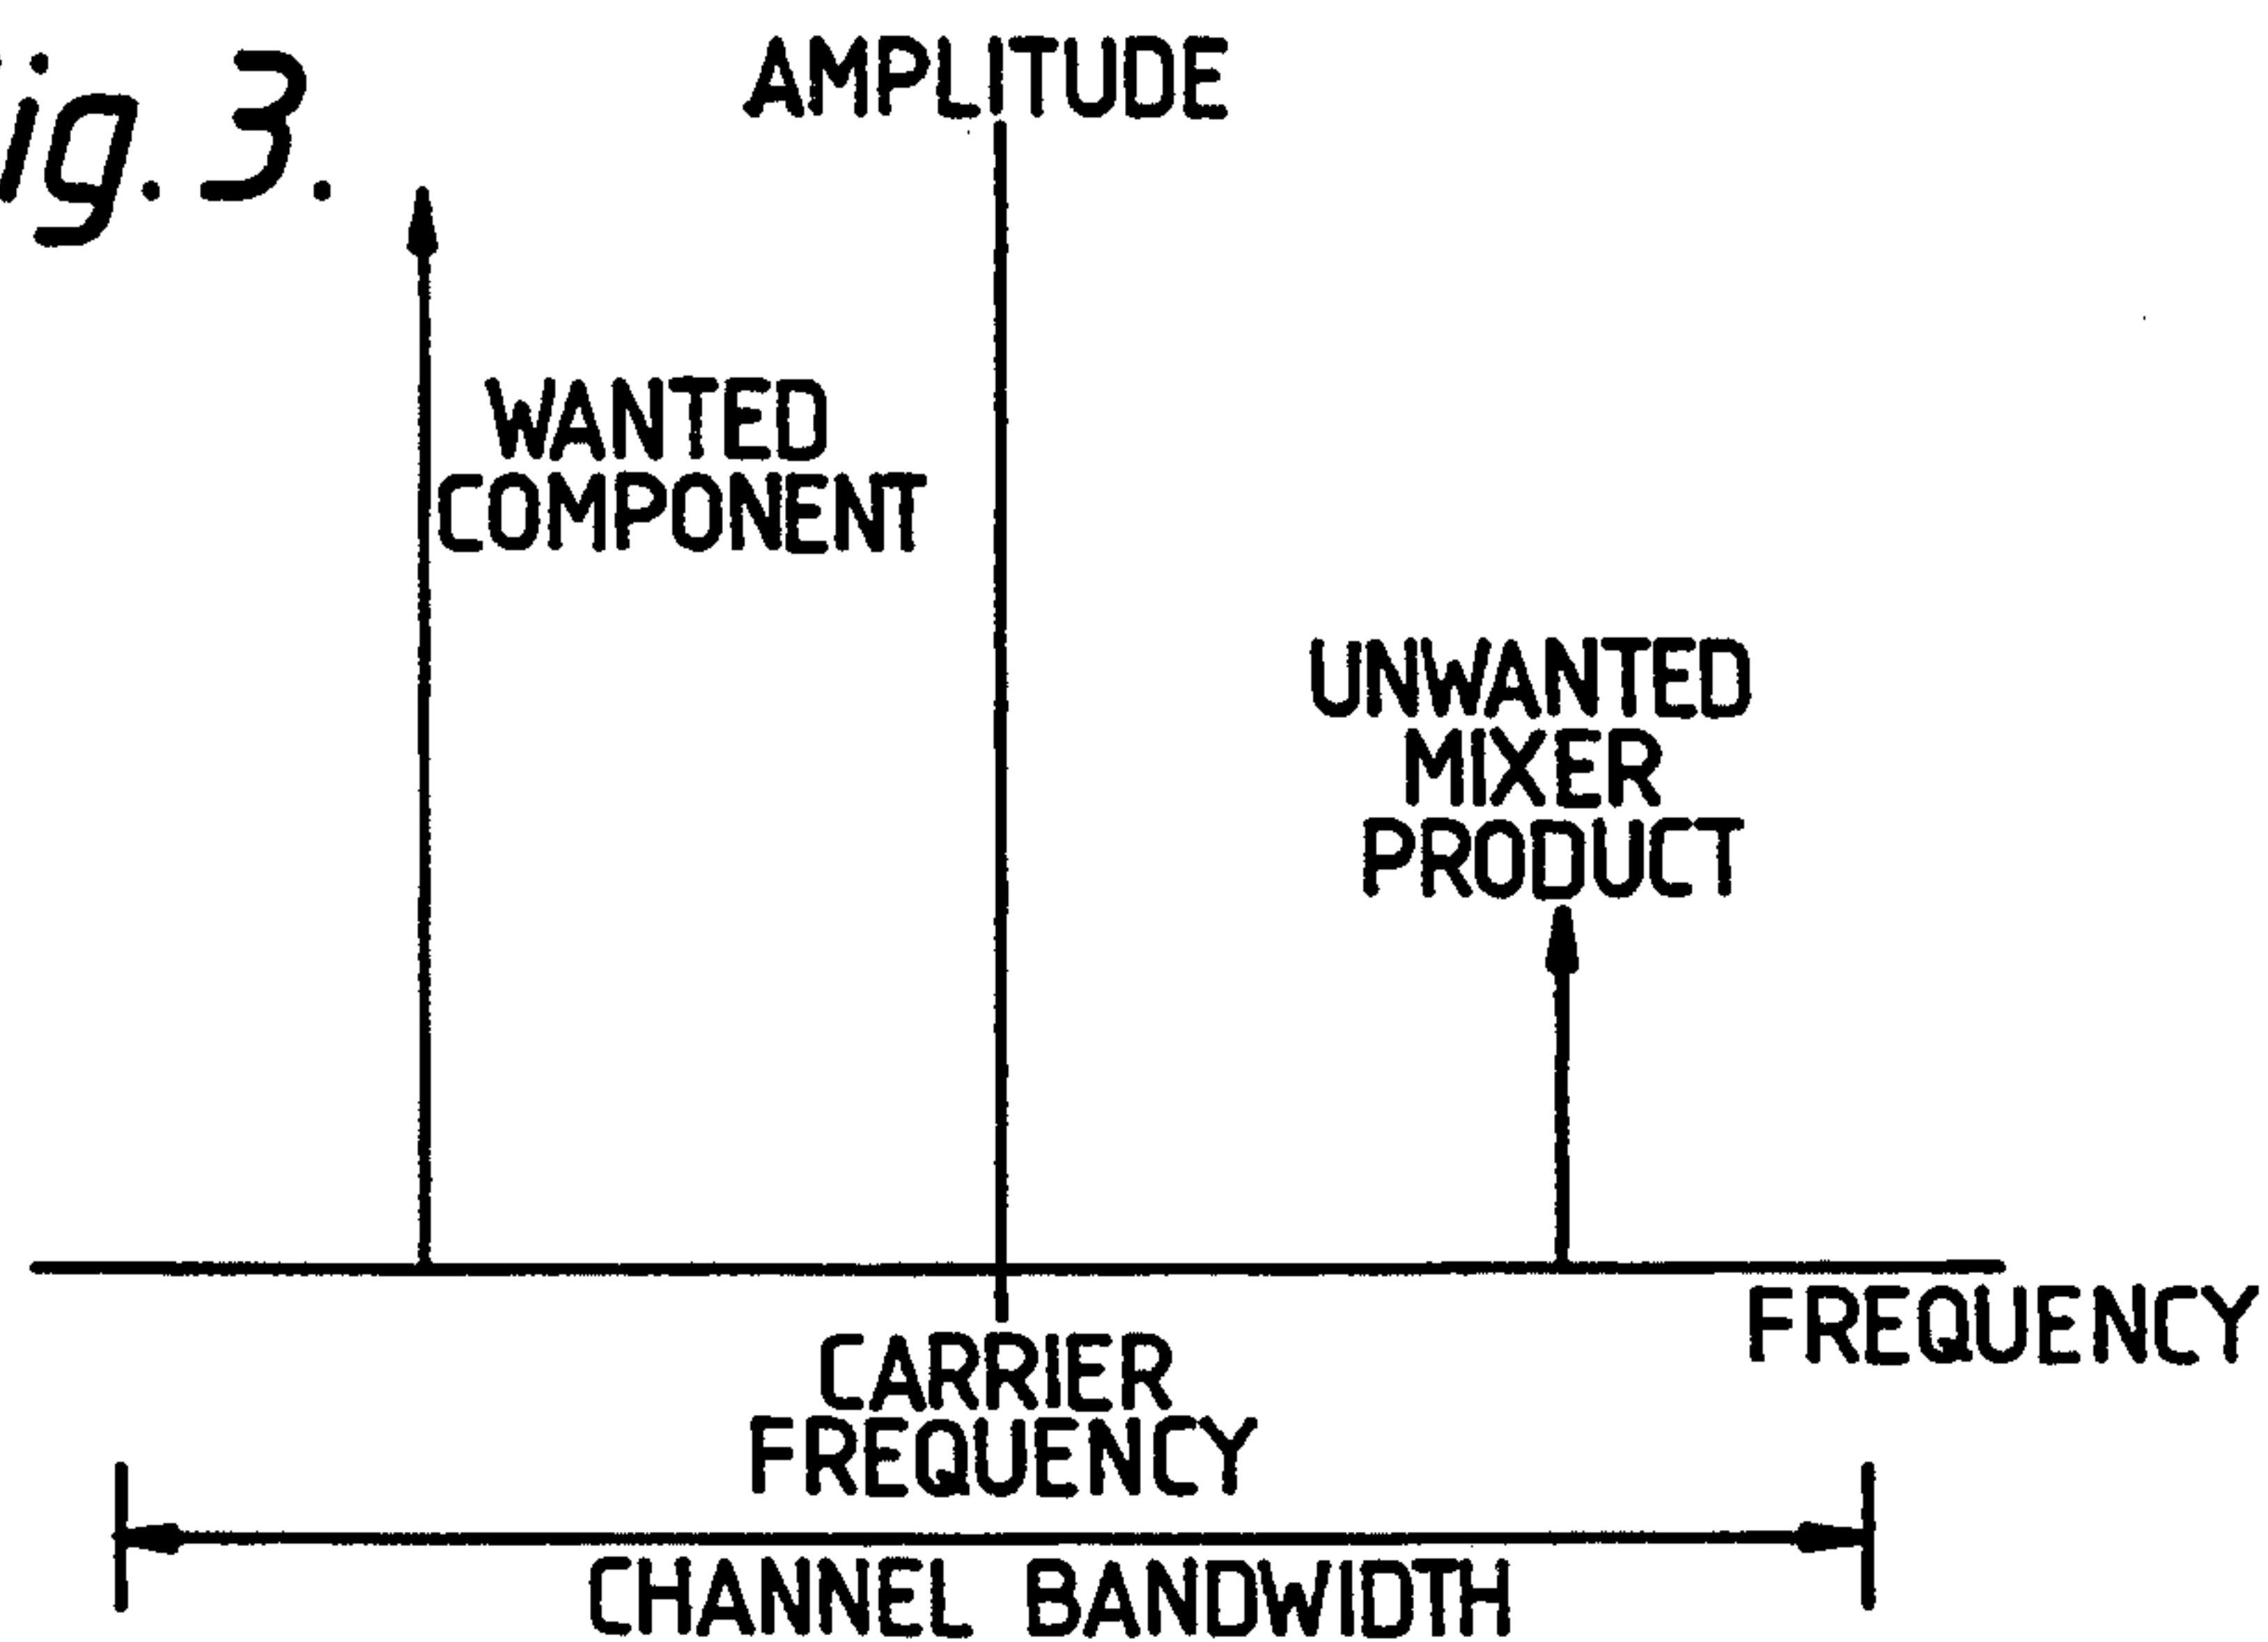 ig. 3.
AMPLITUDE
WANTED
COMPONENT
UNWANTED
MIXER
PRODUCT
FREQUENCY
CARRIER
FREQUENCY
CHANNEL BANDWIDTH